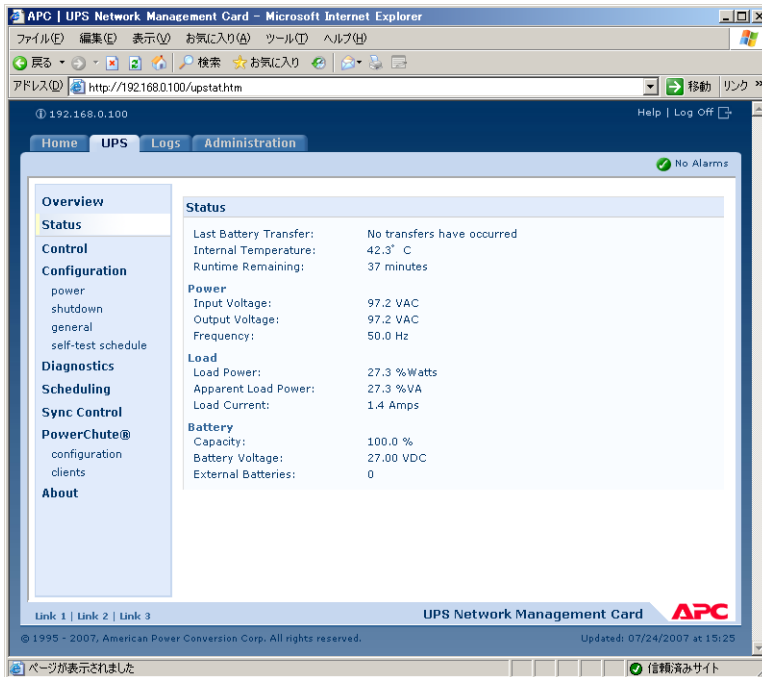 APC | UPS Network Management Card - Microsoft Internet Explorer
ファイル(F) 編集(E) 表示(V) お気に入り(A) ツール(T) ヘルプ(H)
戻る 検索 お気に入り
アドレス(D) http://192.168.0.100/upstat.htm 移動 リンク »
192.168.0.100 Help | Log Off
Home UPS Logs Administration
No Alarms
Overview
Status
Control
Configuration
power
shutdown
general
self-test schedule
Diagnostics
Scheduling
Sync Control
PowerChute®
configuration
clients
About
Status
Last Battery Transfer: No transfers have occurred
Internal Temperature: 42.3° C
Runtime Remaining: 37 minutes
Power
Input Voltage: 97.2 VAC
Output Voltage: 97.2 VAC
Frequency: 50.0 Hz
Load
Load Power: 27.3 %Watts
Apparent Load Power: 27.3 %VA
Load Current: 1.4 Amps
Battery
Capacity: 100.0 %
Battery Voltage: 27.00 VDC
External Batteries: 0
Link 1 | Link 2 | Link 3 UPS Network Management Card APC
© 1995 - 2007, American Power Conversion Corp. All rights reserved. Updated: 07/24/2007 at 15:25
ページが表示されました 信頼済みサイト